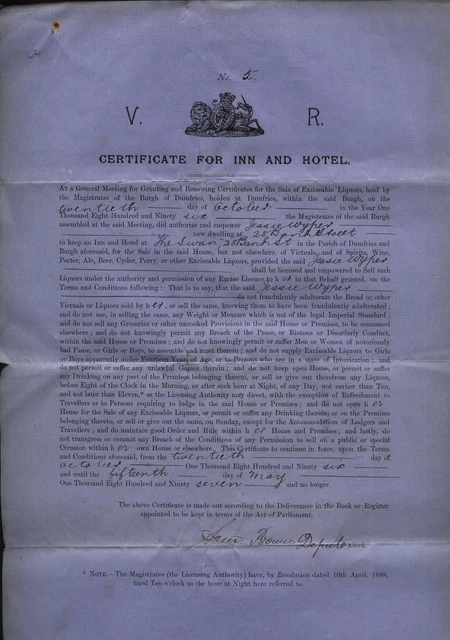 No. 5.
V. R.
CERTIFICATE FOR INN AND HOTEL.
At a General Meeting for Granting and Renewing Certificates for the Sale of Exciseable Liquors, held by
the Magistrates of the Burgh of Dumfries, holden at Dumfries, within the said Burgh, on the
twentieth day of October in the Year One
Thousand Eight Hundred and Ninety six the Magistrates of the said Burgh
assembled at the said Meeting, did authorise and empower Jessie Wyper
now dwelling at 28 Bank Street
to keep an Inn and Hotel at "The Swan", 28 Bank St in the Parish of Dumfries and
Burgh aforesaid, for the Sale in the said House, but not elsewhere, of Victuals, and of Spirits, Wine,
Porter, Ale, Beer, Cyder, Perry, or other Exciseable Liquors, provided the said Jessie Wyper
shall be licensed and empowered to Sell such
Liquors under the authority and permission of any Excise License to her in that Behalf granted, on the
Terms and Conditions following: That is to say, that the said Jessie Wyper
do not fraudulently adulterate the Bread or other
Victuals or Liquors sold by her, or sell the same, knowing them to have been fraudulently adulterated;
and do not use, in selling the same, any Weight or Measure which is not of the legal Imperial Standard;
and do not sell any Groceries or other uncooked Provisions in the said House or Premises, to be consumed
elsewhere; and do not knowingly permit any Breach of the Peace, or Riotous or Disorderly Conduct,
within the said House or Premises; and do not knowingly permit or suffer Men or Women of notoriously
bad Fame, or Girls or Boys, to assemble and meet therein; and do not supply Exciseable Liquors to Girls
or Boys apparently under Fourteen Years of Age, or to Persons who are in a state of Intoxication; and
do not permit or suffer any unlawful Games therein; and do not keep open House, or permit or suffer
any Drinking on any part of the Premises belonging thereto, or sell or give out therefrom any Liquors,
before Eight of the Clock in the Morning, or after such hour at Night, of any Day, not earlier than Ten,
and not later than Eleven,* as the Licensing Authority may direct, with the exception of Refreshment to
Travellers or to Persons requiring to lodge in the said House or Premises; and do not open her
House for the Sale of any Exciseable Liquors, or permit or suffer any Drinking therein, or on the Premises
belonging thereto, or sell or give out the same, on Sunday, except for the Accommodation of Lodgers and
Travellers; and do maintain good Order and Rule within her House and Premises; and lastly, do
not transgress or commit any Breach of the Conditions of any Permission to sell on a public or special
Occasion within her own House or elsewhere. This Certificate to continue in force, upon the Terms
and Conditions aforesaid, from the twentieth day of
October One Thousand Eight Hundred and Ninety six
and until the fifteenth day of May
One Thousand Eight Hundred and Ninety seven and no longer.
The above Certificate is made out according to the Deliverance in the Book or Register
appointed to be kept in terms of the Act of Parliament.
Depute Clerk.
* Note.—The Magistrates (the Licensing Authority) have, by Resolution dated 10th April, 1888,
fixed Ten o'clock as the hour at Night here referred to.